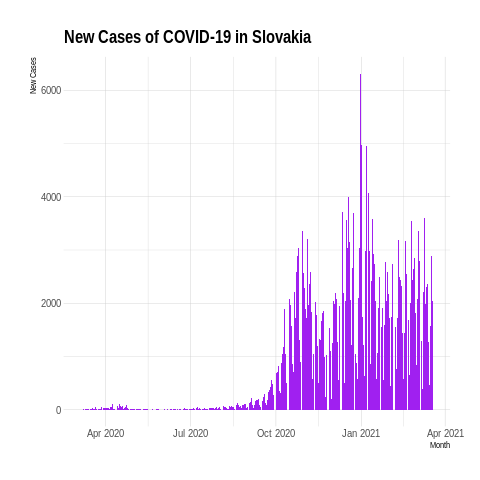 New Cases of COVID-19 in Slovakia
New Cases
6000
4000
2000
0
Apr 2020 Jul 2020 Oct 2020 Jan 2021 Apr 2021
Month